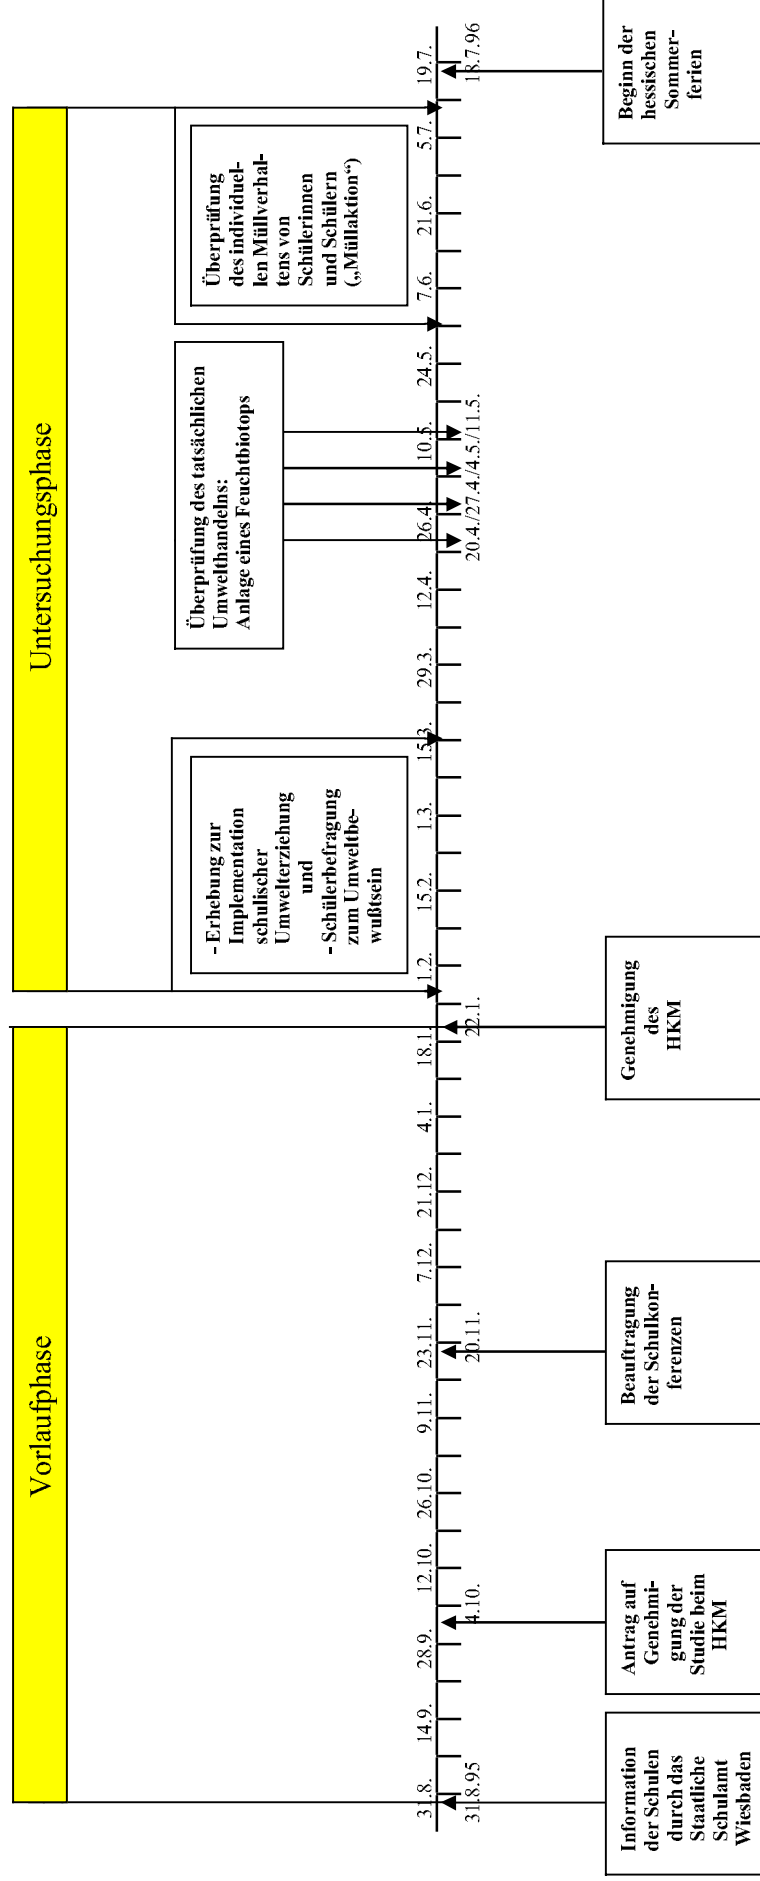 Vorlaufphase
Untersuchungsphase
- Erhebung zur
Implementation
schulischer
Umwelterziehung
und
- Schülerbefragung
zum Umweltbe-
wußtsein
Überprüfung des tatsächlichen
Umwelthandelns:
Anlage eines Feuchtbiotops
Überprüfung
des individuel-
len Müllverhal-
tens von
Schülerinnen
und Schülern
(„Müllaktion“)
31.8. 14.9. 28.9. 12.10. 26.10. 9.11. 23.11. 7.12. 21.12. 4.1. 18.1. 1.2. 15.2. 1.3. 15.3. 29.3. 12.4. 26.4. 10.5. 24.5. 7.6. 21.6. 5.7. 19.7.
31.8.95 4.10. 20.11. 22.1. 20.4./27.4./4.5./11.5. 18.7.96
Information
der Schulen
durch das
Staatliche
Schulamt
Wiesbaden
Antrag auf
Genehmi-
gung der
Studie beim
HKM
Beauftragung
der Schulkon-
ferenzen
Genehmigung
des
HKM
Beginn der
hessischen
Sommer-
ferien